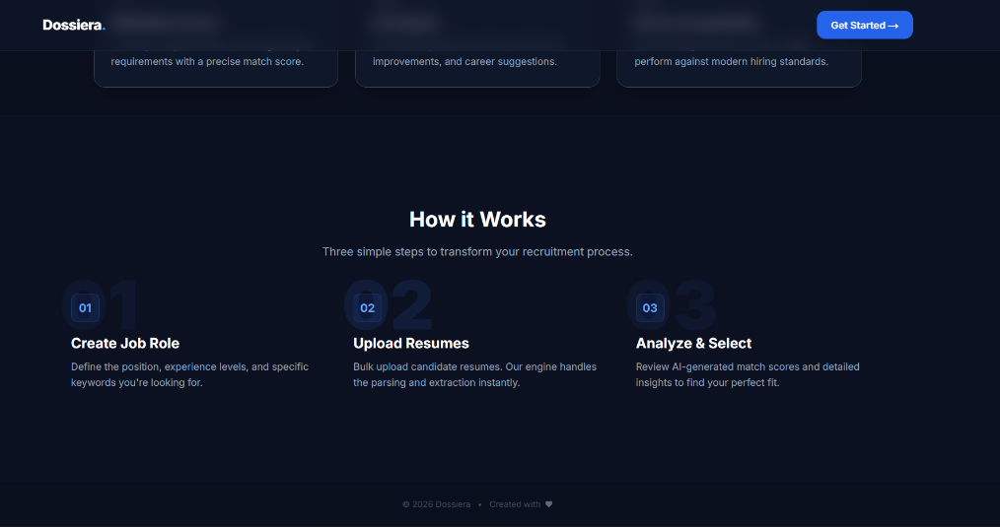 Dossiera.
Get Started →
requirements with a precise match score.
improvements, and career suggestions.
perform against modern hiring standards.
How it Works
Three simple steps to transform your recruitment process.
01
01
Create Job Role
Define the position, experience levels, and specific
keywords you're looking for.
02
02
Upload Resumes
Bulk upload candidate resumes. Our engine handles
the parsing and extraction instantly.
03
03
Analyze & Select
Review AI-generated match scores and detailed
insights to find your perfect fit.
© 2026 Dossiera • Created with ♥